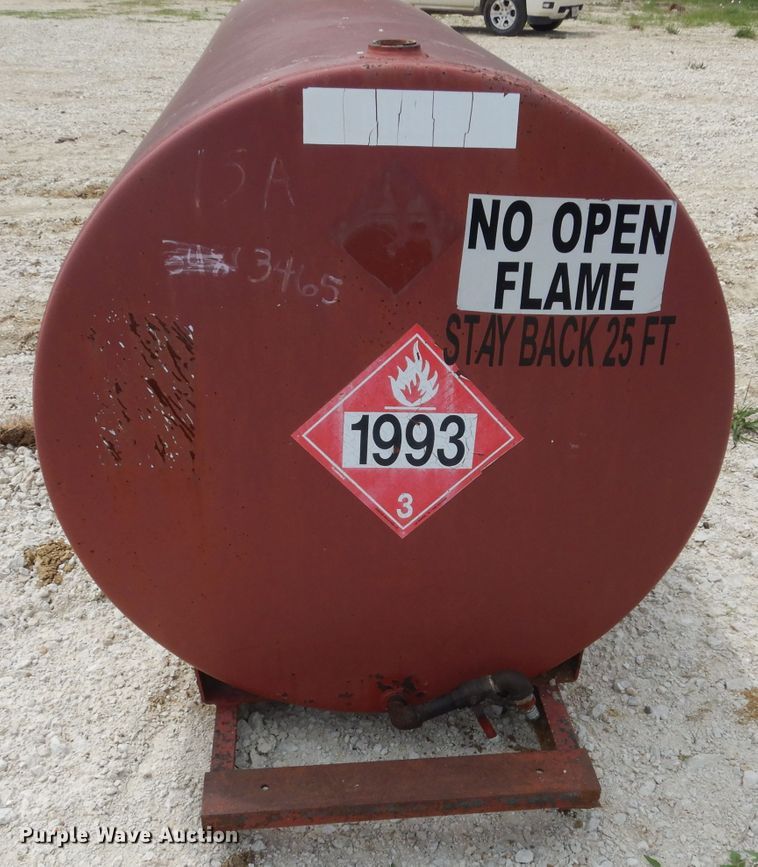 15A
3465
NO OPEN
FLAME
STAY BACK 25 FT
1993
3
Purple Wave Auction®